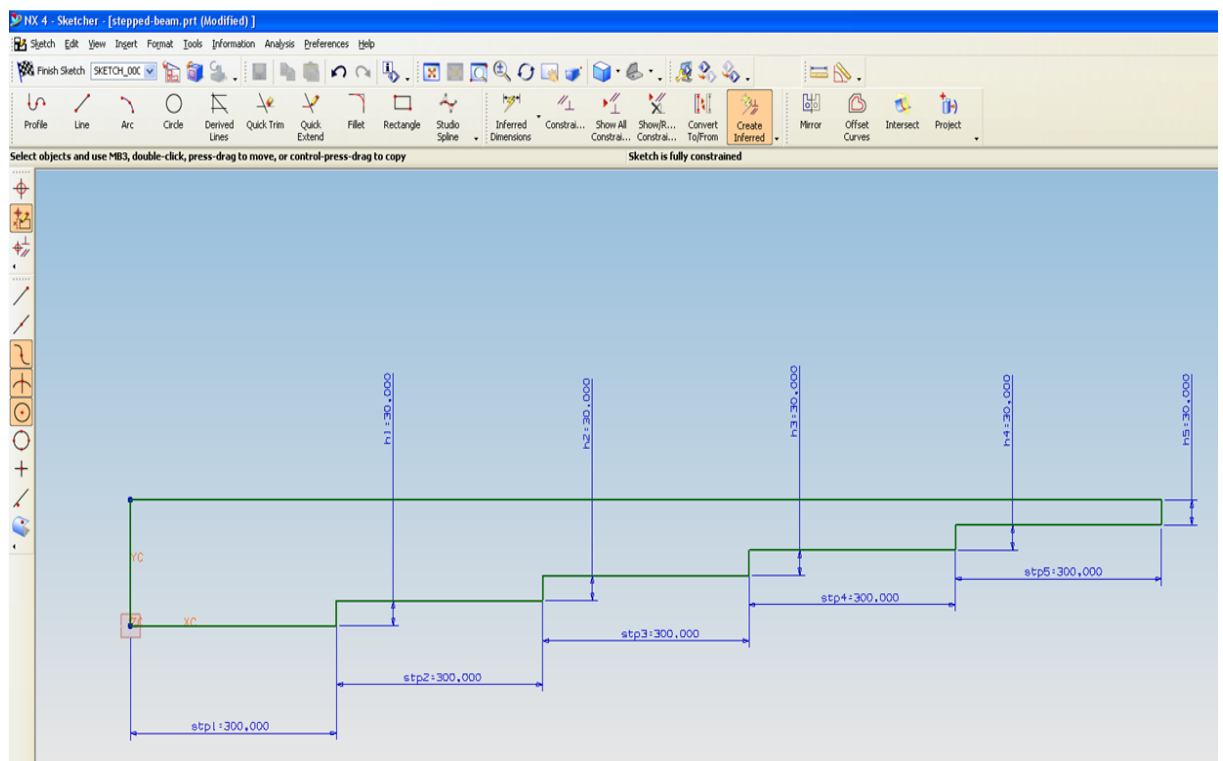 NX 4 - Sketcher - [stepped-beam.prt (Modified) ]
Sketch Edit View Insert Format Tools Information Analysis Preferences Help
Finish Sketch SKETCH_00C
Profile Line Arc Circle Derived Lines Quick Trim Quick Extend Fillet Rectangle Studio Spline Inferred Dimensions Constrai... Show All Constrai... Show/R... Constrai... Convert To/From Create Inferred Mirror Offset Curves Intersect Project
Select objects and use MB3, double-click, press-drag to move, or control-press-drag to copy Sketch is fully constrained
h1=30.000
h2=30.000
h3=30.000
h4=30.000
h5=30.000
YC
XC
stp5=300.000
stp4=300.000
stp3=300.000
stp2=300.000
stp1=300.000